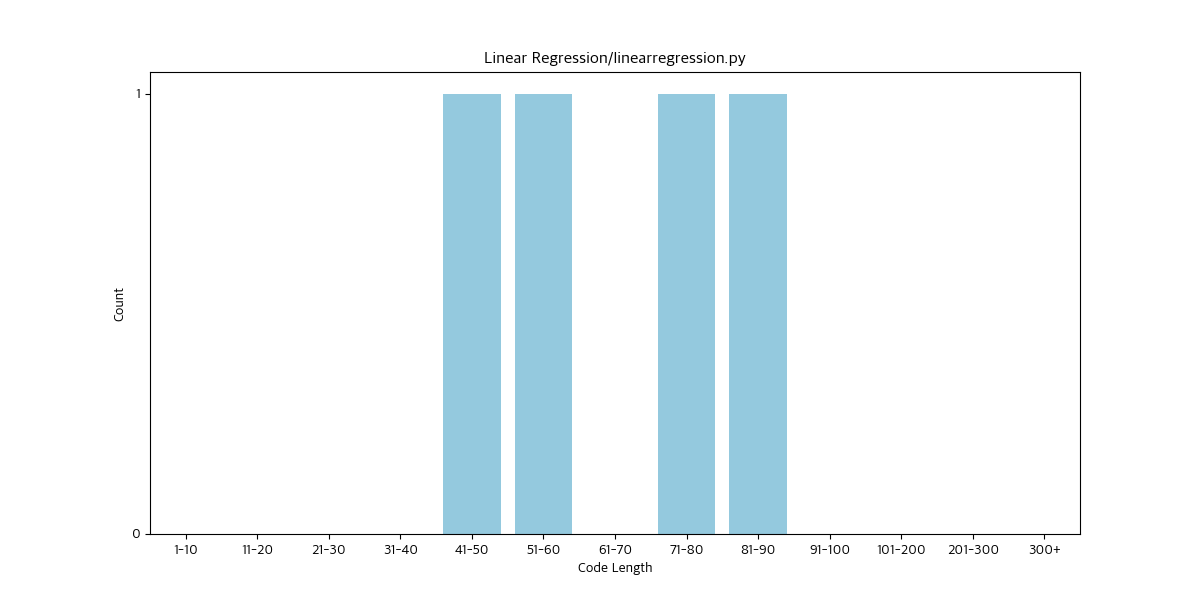 Linear Regression/linearregression.py
1
0
Count
1-10 11-20 21-30 31-40 41-50 51-60 61-70 71-80 81-90 91-100 101-200 201-300 300+
Code Length